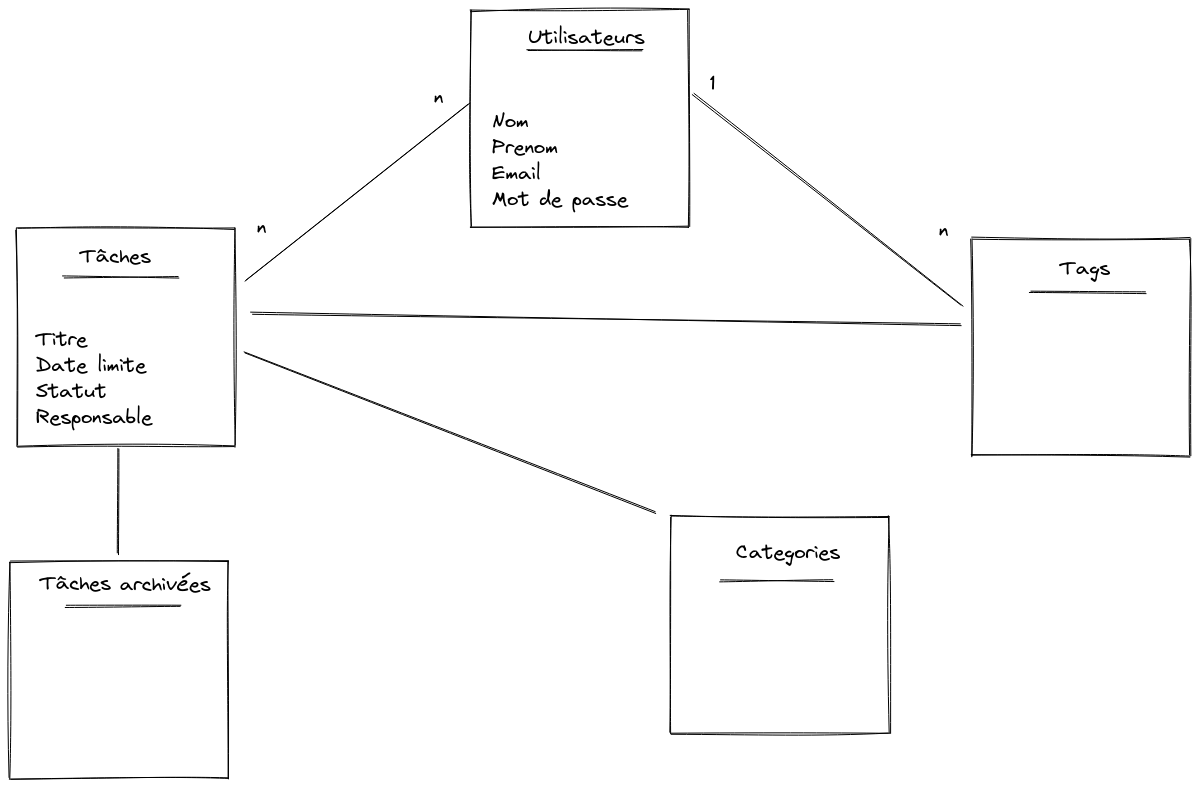 Utilisateurs
Nom
Prenom
Email
Mot de passe
n
1
n
n
Tâches
Titre
Date limite
Statut
Responsable
Tags
Tâches archivées
Categories